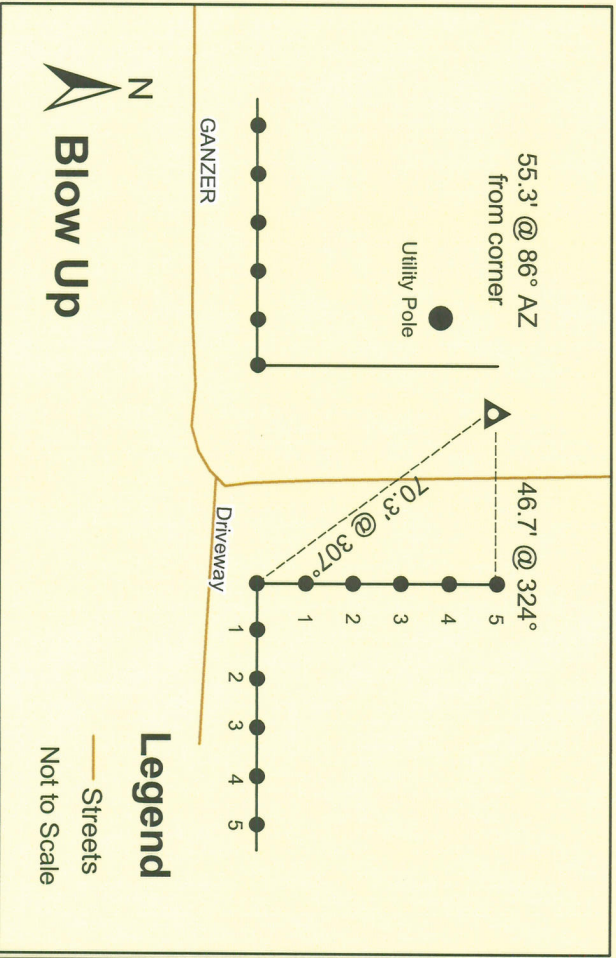 55.3' @ 86° AZ
from corner
Utility Pole
46.7' @ 324°
70.3' @ 307°
5
4
3
2
1
GANZER
Driveway
1
2
3
4
5
N
Blow Up
Legend
Streets
Not to Scale